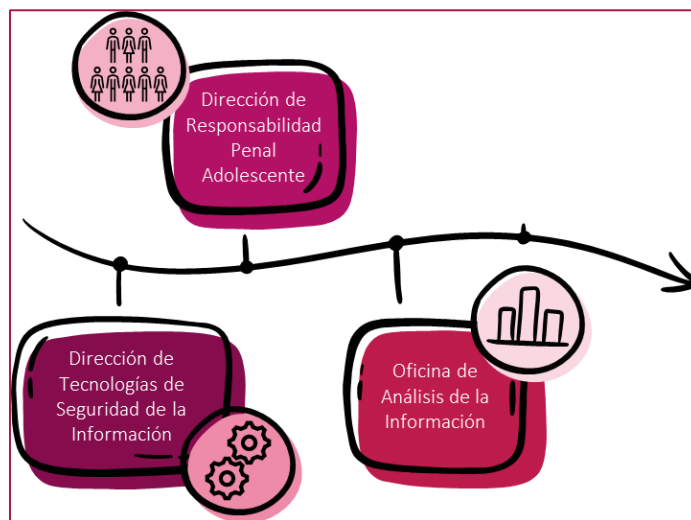 Dirección de
Responsabilidad
Penal
Adolescente
Dirección de
Tecnologías de
Seguridad de la
Información
Oficina de
Análisis de la
Información